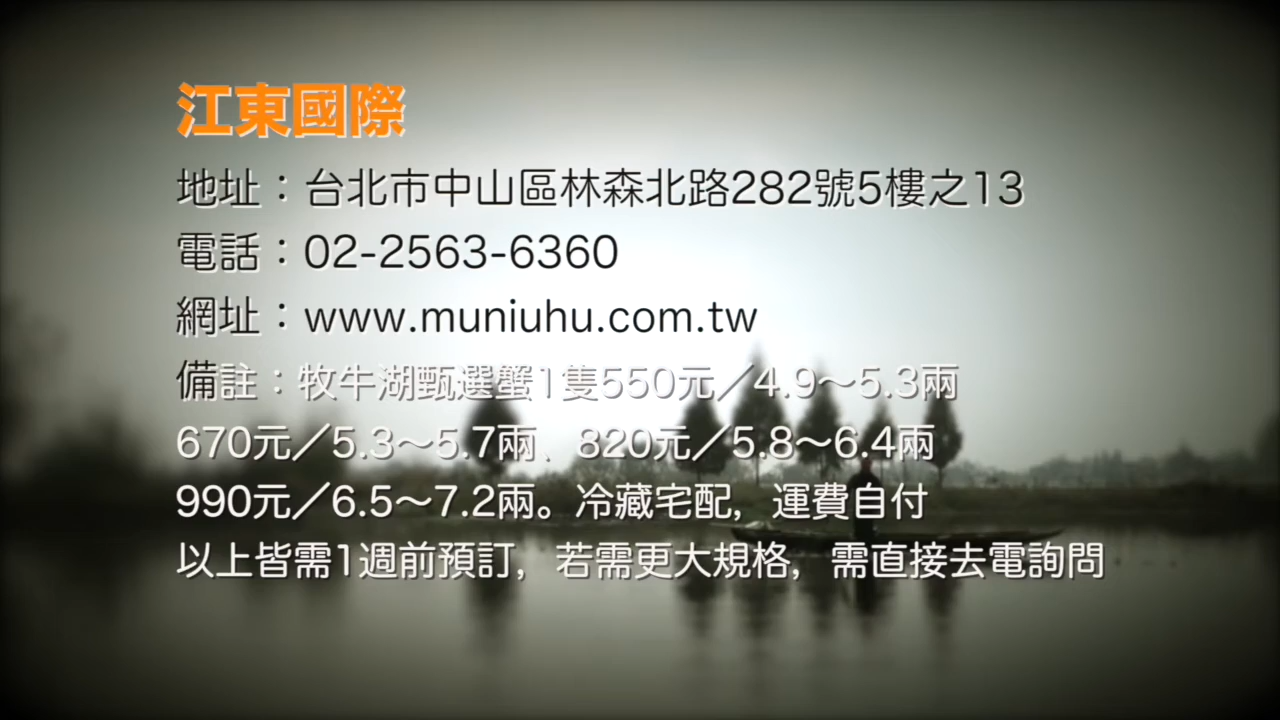 江東國際
地址：台北市中山區林森北路282號5樓之13
電話：02-2563-6360
網址：www.muniuhu.com.tw
備註：牧牛湖甄選蟹1隻550元／4.9～5.3兩
670元／5.3～5.7兩、820元／5.8～6.4兩
990元／6.5～7.2兩。冷藏宅配，運費自付
以上皆需1週前預訂，若需更大規格，需直接去電詢問